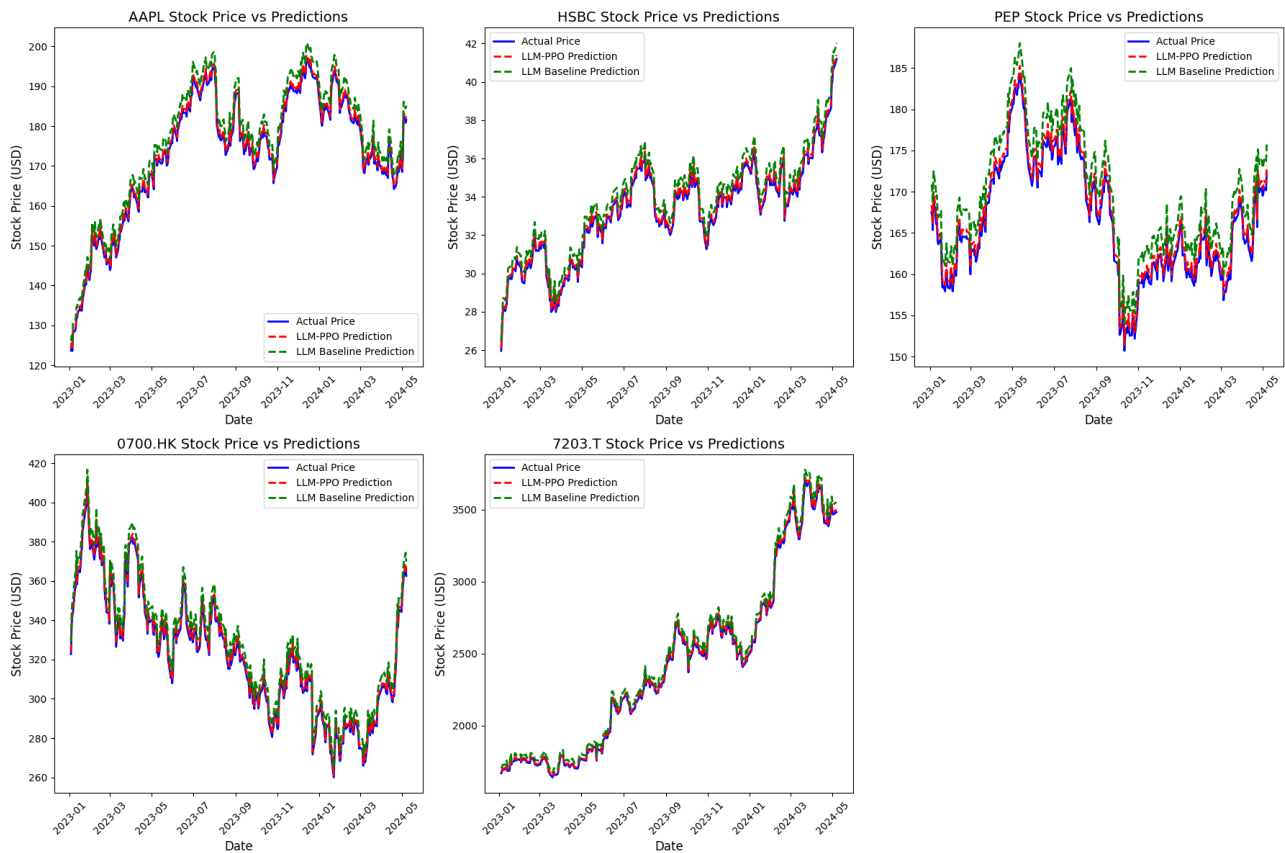 AAPL Stock Price vs Predictions
Stock Price (USD)
200
190
180
170
160
150
140
130
120
Actual Price
LLM-PPO Prediction
LLM Baseline Prediction
2023-01
2023-03
2023-05
2023-07
2023-09
2023-11
2024-01
2024-03
2024-05
Date
HSBC Stock Price vs Predictions
Stock Price (USD)
42
40
38
36
34
32
30
28
26
Actual Price
LLM-PPO Prediction
LLM Baseline Prediction
2023-01
2023-03
2023-05
2023-07
2023-09
2023-11
2024-01
2024-03
2024-05
Date
PEP Stock Price vs Predictions
Stock Price (USD)
185
180
175
170
165
160
155
150
Actual Price
LLM-PPO Prediction
LLM Baseline Prediction
2023-01
2023-03
2023-05
2023-07
2023-09
2023-11
2024-01
2024-03
2024-05
Date
0700.HK Stock Price vs Predictions
Stock Price (USD)
420
400
380
360
340
320
300
280
260
Actual Price
LLM-PPO Prediction
LLM Baseline Prediction
2023-01
2023-03
2023-05
2023-07
2023-09
2023-11
2024-01
2024-03
2024-05
Date
7203.T Stock Price vs Predictions
Stock Price (USD)
3500
3000
2500
2000
Actual Price
LLM-PPO Prediction
LLM Baseline Prediction
2023-01
2023-03
2023-05
2023-07
2023-09
2023-11
2024-01
2024-03
2024-05
Date